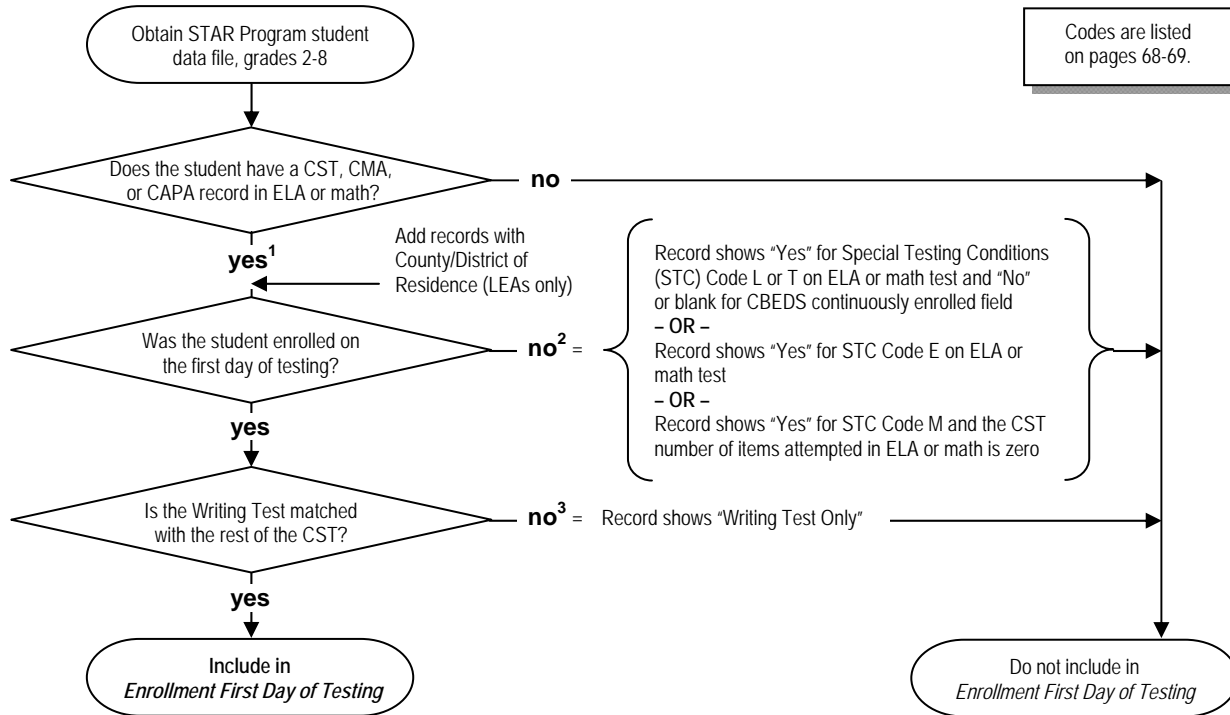 Obtain STAR Program student
data file, grades 2-8
Codes are listed
on pages 68-69.
Does the student have a CST, CMA,
or CAPA record in ELA or math?
no
yes¹
Add records with
County/District of
Residence (LEAs only)
Was the student enrolled on
the first day of testing?
no² =
Record shows “Yes” for Special Testing Conditions
(STC) Code L or T on ELA or math test and “No”
or blank for CBEDS continuously enrolled field
– OR –
Record shows “Yes” for STC Code E on ELA or
math test
– OR –
Record shows “Yes” for STC Code M and the CST
number of items attempted in ELA or math is zero
yes
Is the Writing Test matched
with the rest of the CST?
no³ = Record shows “Writing Test Only”
yes
Include in
Enrollment First Day of Testing
Do not include in
Enrollment First Day of Testing